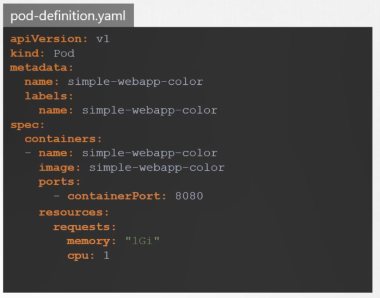 pod-definition.yaml
apiVersion: v1
kind: Pod
metadata:
  name: simple-webapp-color
  labels:
    name: simple-webapp-color
spec:
  containers:
  - name: simple-webapp-color
    image: simple-webapp-color
    ports:
      - containerPort: 8080
    resources:
      requests:
        memory: "1Gi"
        cpu: 1